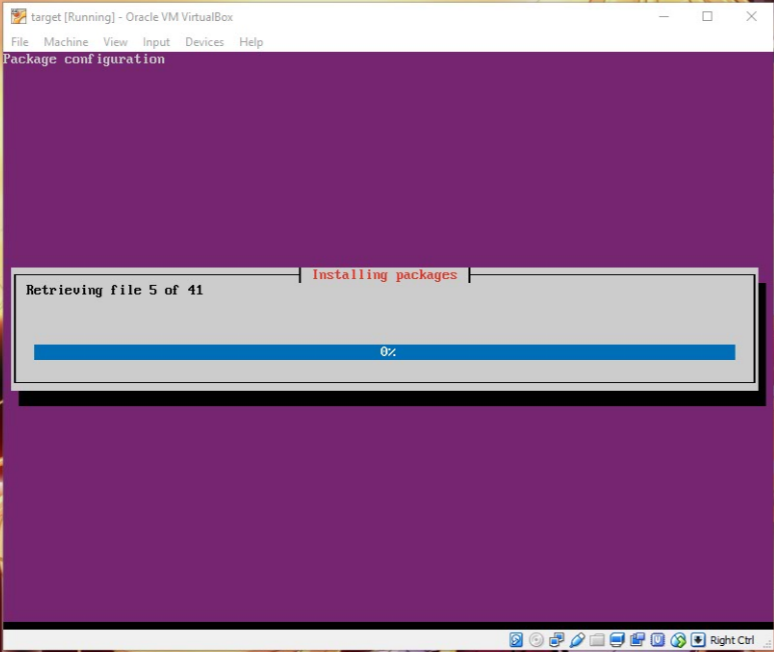 target [Running] - Oracle VM VirtualBox
File Machine View Input Devices Help
Package configuration
Installing packages
Retrieving file 5 of 41
0%
Right Ctrl